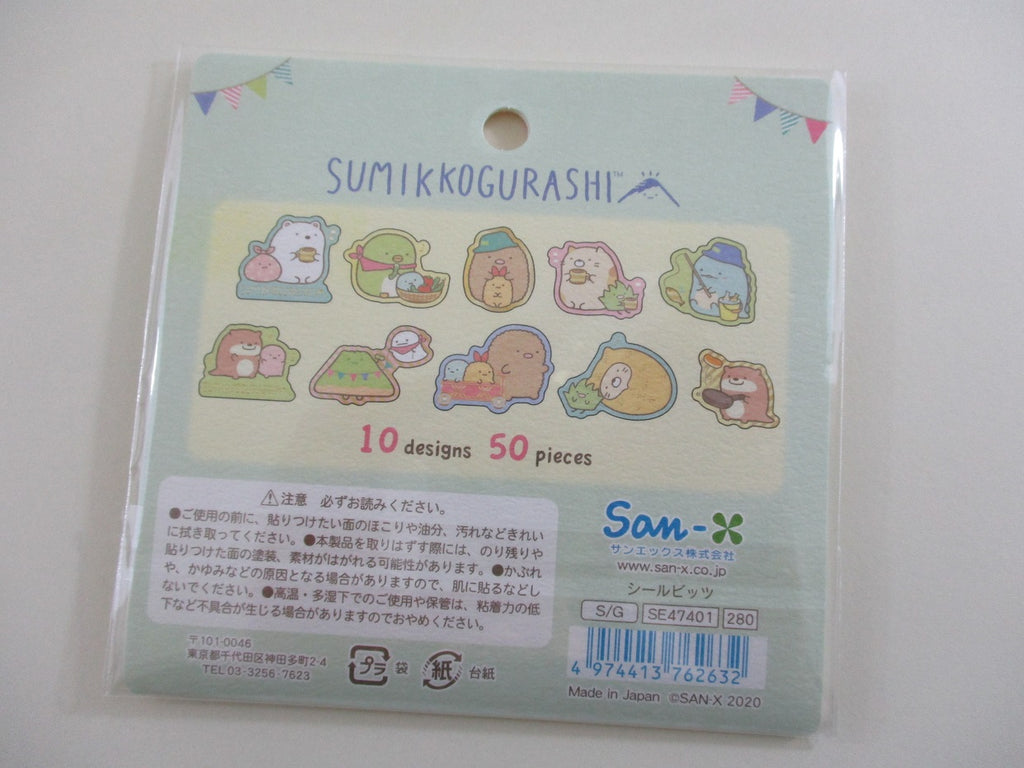 SUMIKKOGURASHI™
10 designs 50 pieces
⚠注意 必ずお読みください。
●ご使用の前に、貼りつけたい面のほこりや油分、汚れなどきれい
に拭き取ってください。●本製品を取りはずす際には、のり残りや
貼りつけた面の塗装、素材がはがれる可能性があります。●かぶれ
や、かゆみなどの原因となる場合がありますので、肌に貼るなどし
ないでください。●高温・多湿下でのご使用や保管は、粘着力の低
下など不具合が生じる場合がありますのでおやめください。
〒101-0046
東京都千代田区神田多町2-4
TEL 03-3256-7623
プラ 袋 紙 台紙
San-X
サンエックス株式会社
www.san-x.co.jp
シールビッツ
S/G SE47401 280
4 974413 762632
Made in Japan ©SAN-X 2020